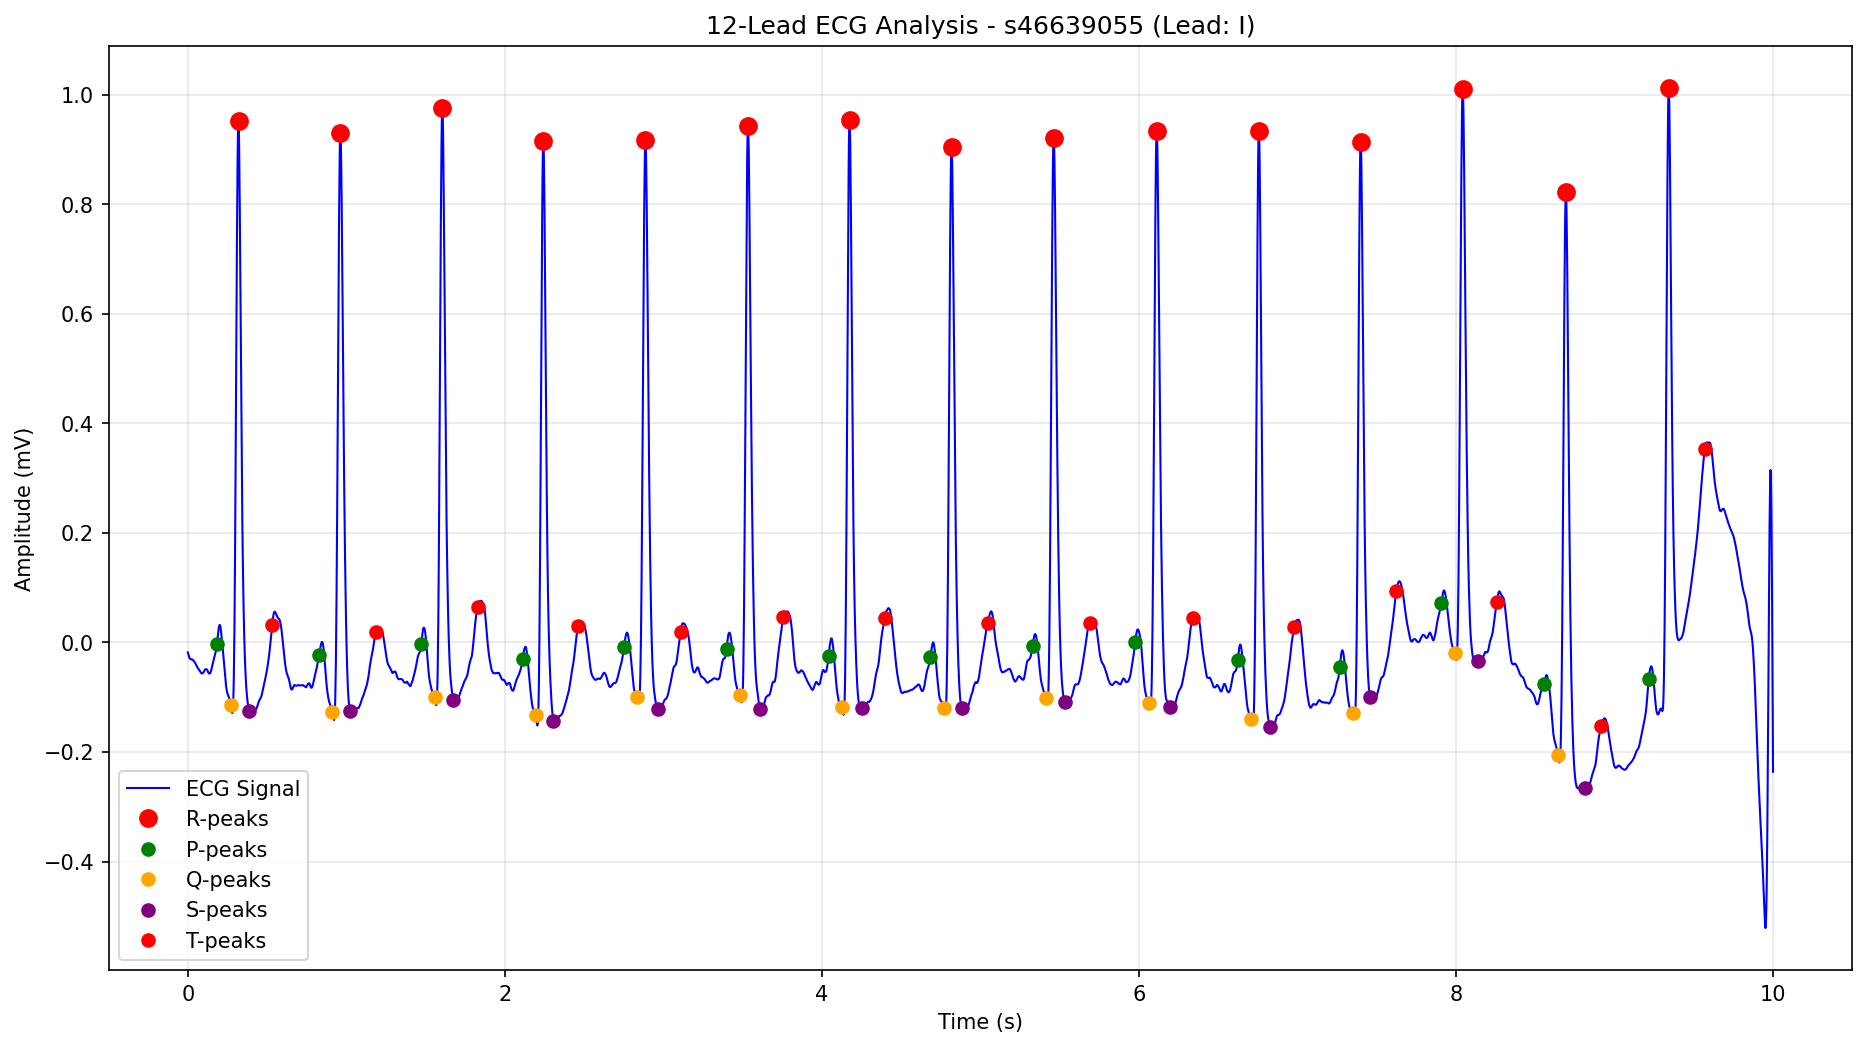 12-Lead ECG Analysis - s46639055 (Lead: I)
1.0
0.8
0.6
0.4
0.2
0.0
−0.2
−0.4
Amplitude (mV)
ECG Signal
R-peaks
P-peaks
Q-peaks
S-peaks
T-peaks
0 2 4 6 8 10
Time (s)